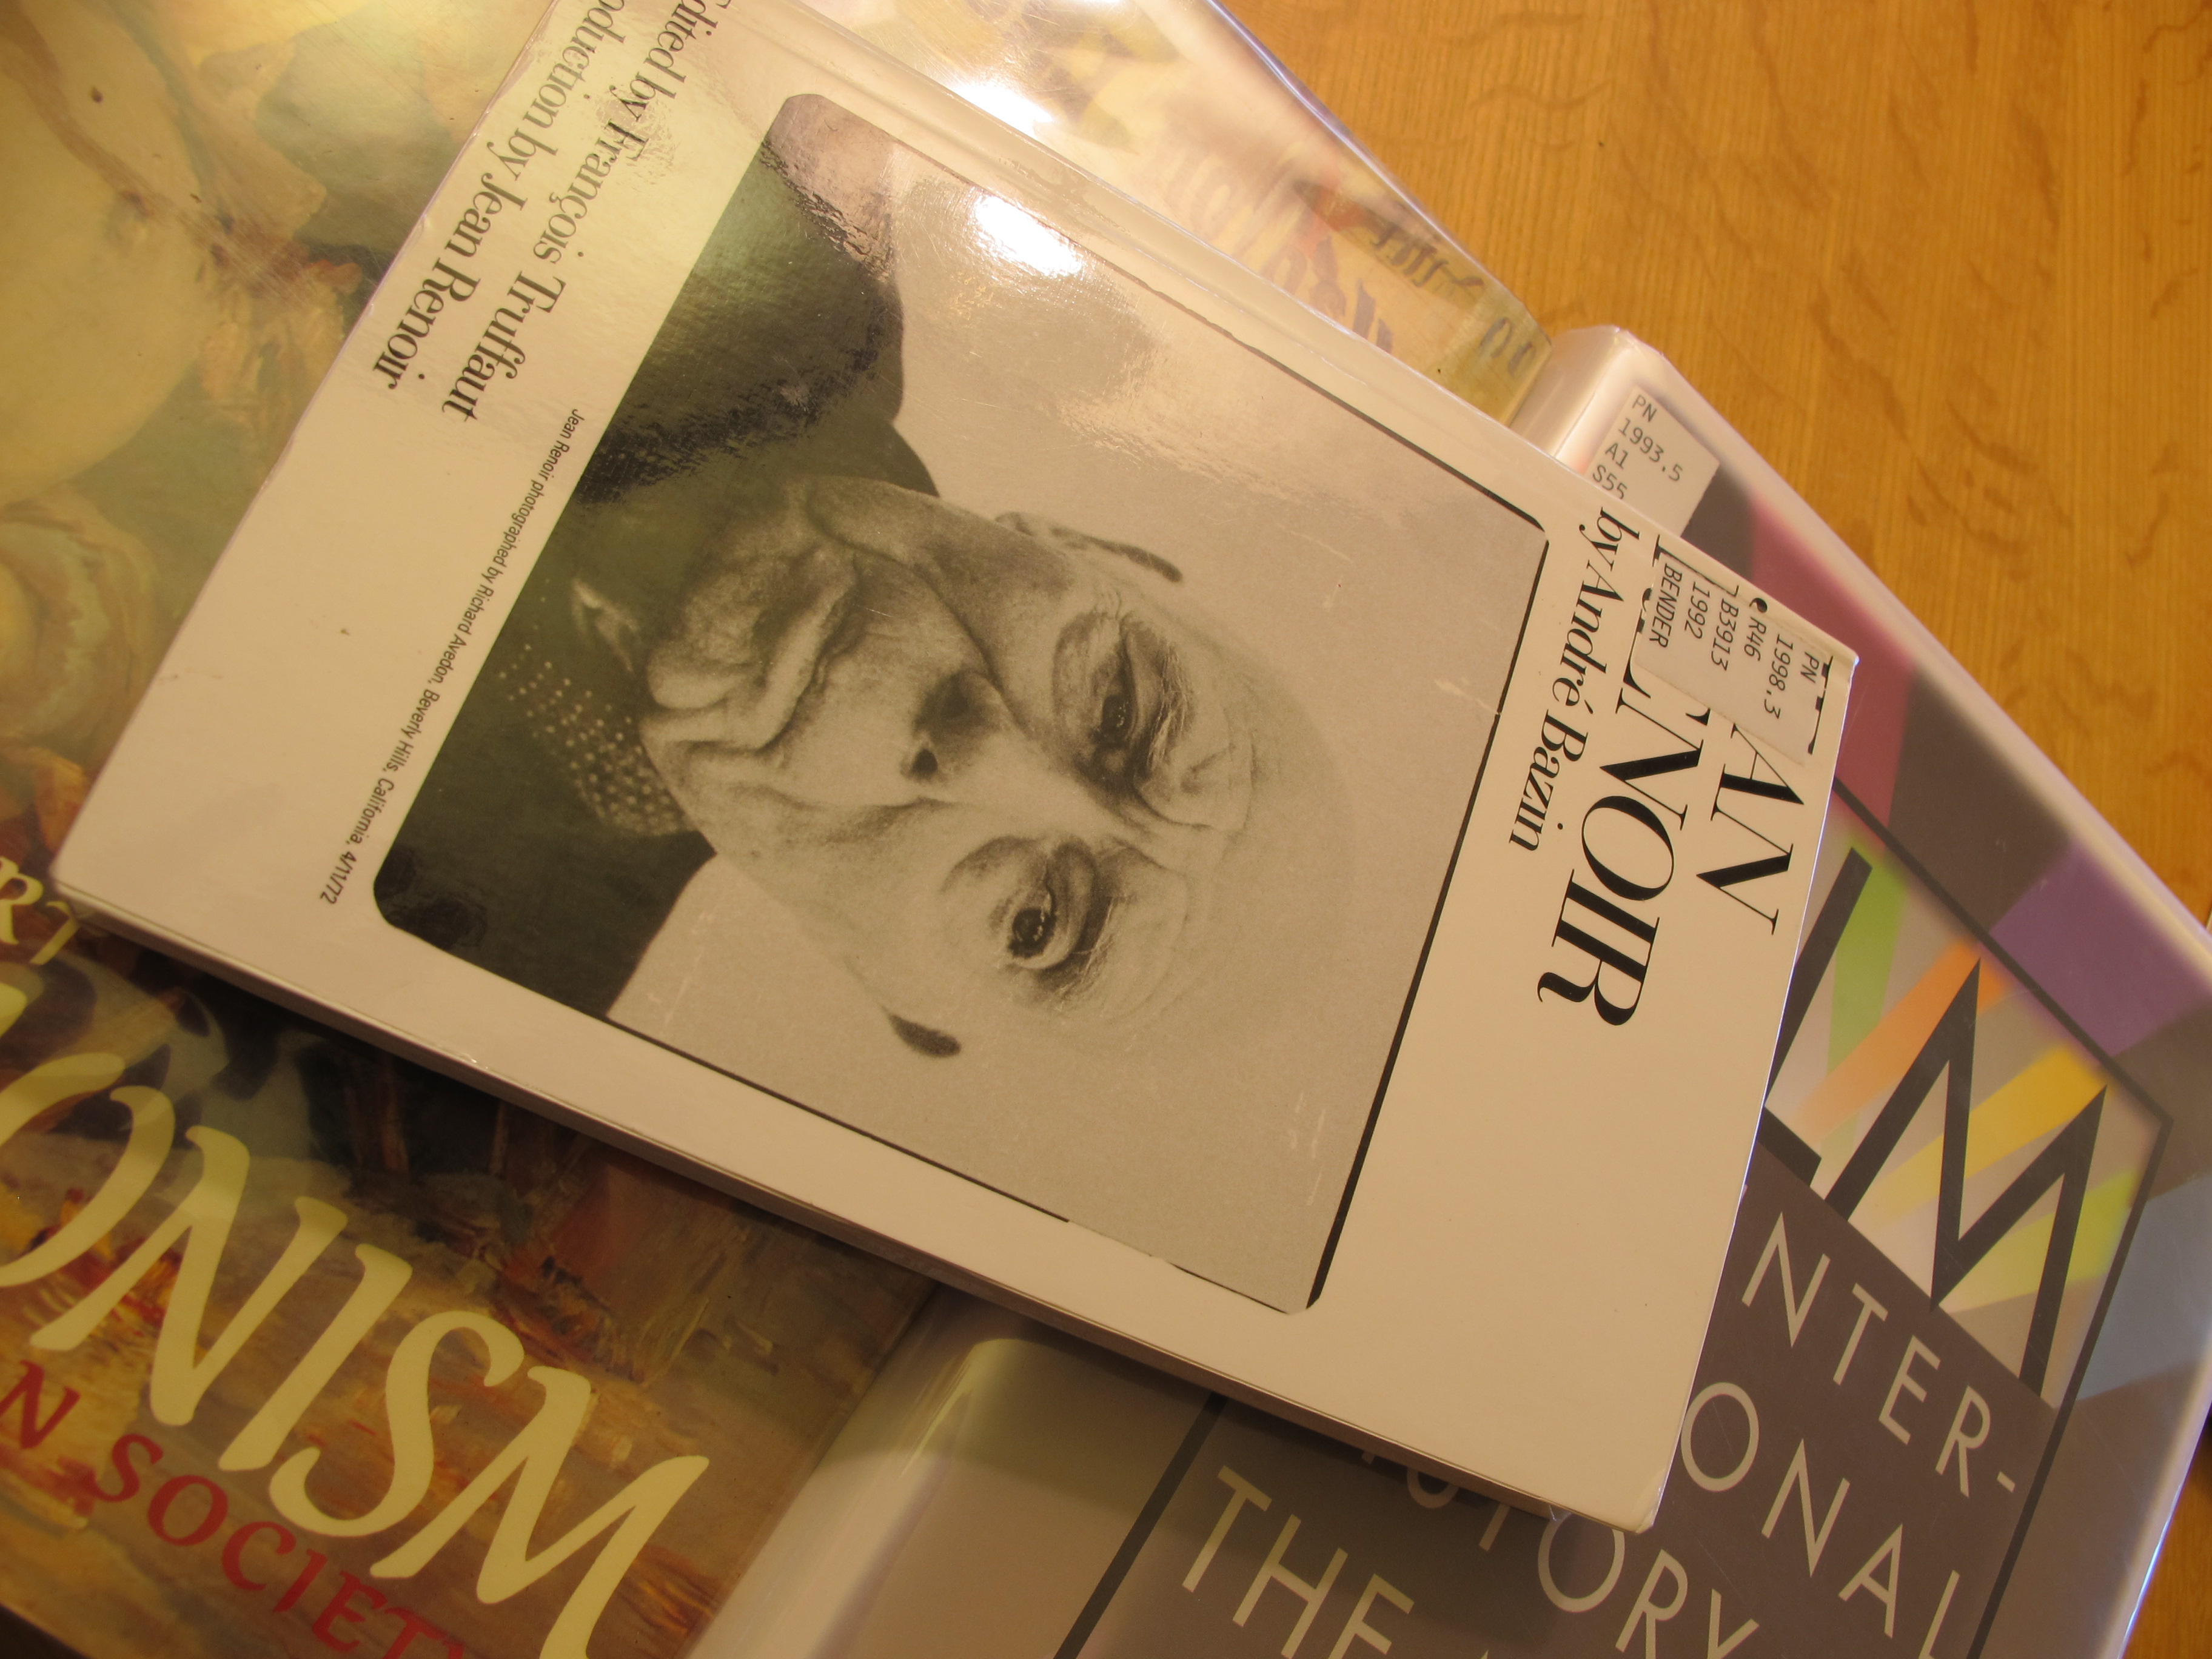 PN
1998.3
R46
B3913
1992
BENDER
AN
ENOIR
by André Bazin
Jean Renoir photographed by Richard Avedon, Beverly Hills, California, 4/11/72
Edited by François Truffaut
oduction by Jean Renoir
PN
1993.5
A1
S55
NTER-
ONAL
TORY
THE
ONISM
N SOCIET